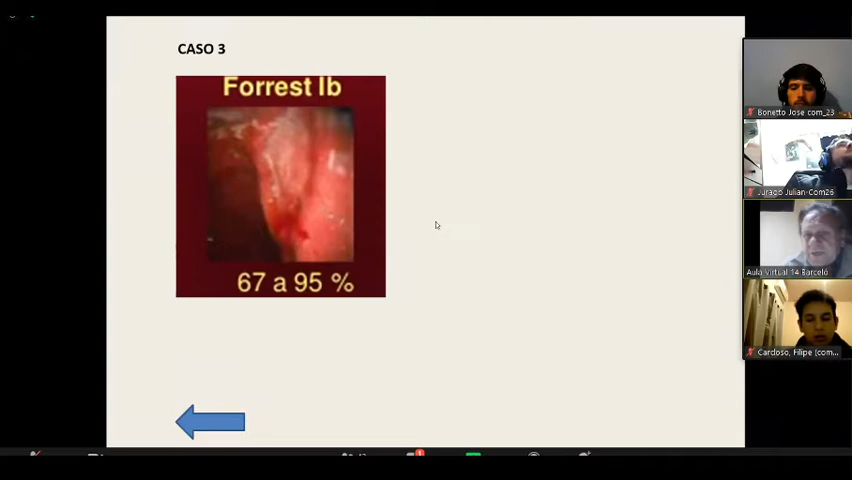 CASO 3
Forrest Ib
67 a 95 %
Bonetto Jose com_23
Jurado Julian-Com26
Aula Virtual 14 Barceló
Cardoso, Filipe (com...